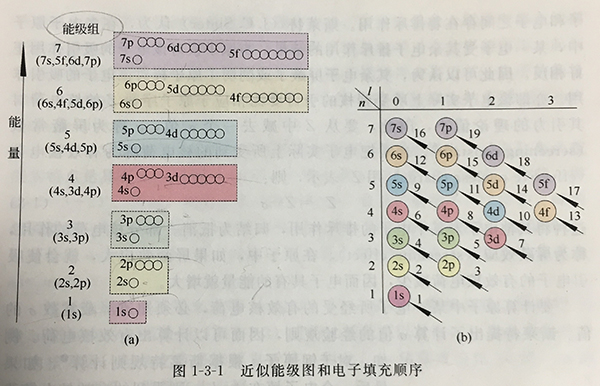 能级组
7
(7s,5f,6d,7p)
7p 6d 5f
7s
6
(6s,4f,5d,6p)
6p 5d 4f
6s
5
(5s,4d,5p)
5p 4d
5s
4
(4s,3d,4p)
4p 3d
4s
3
(3s,3p)
3p
3s
2
(2s,2p)
2p
2s
1
(1s)
1s
能量
(a)
l
n 0 1 2 3
7 7s 16 7p 19
6 6s 12 6p 15 6d 18
5 5s 9 5p 11 5d 14 5f 17
4 4s 6 4p 8 4d 10 4f 13
3 3s 4 3p 5 3d 7
2 2s 2 2p 3
1 1s 1
(b)
图 1-3-1 近似能级图和电子填充顺序